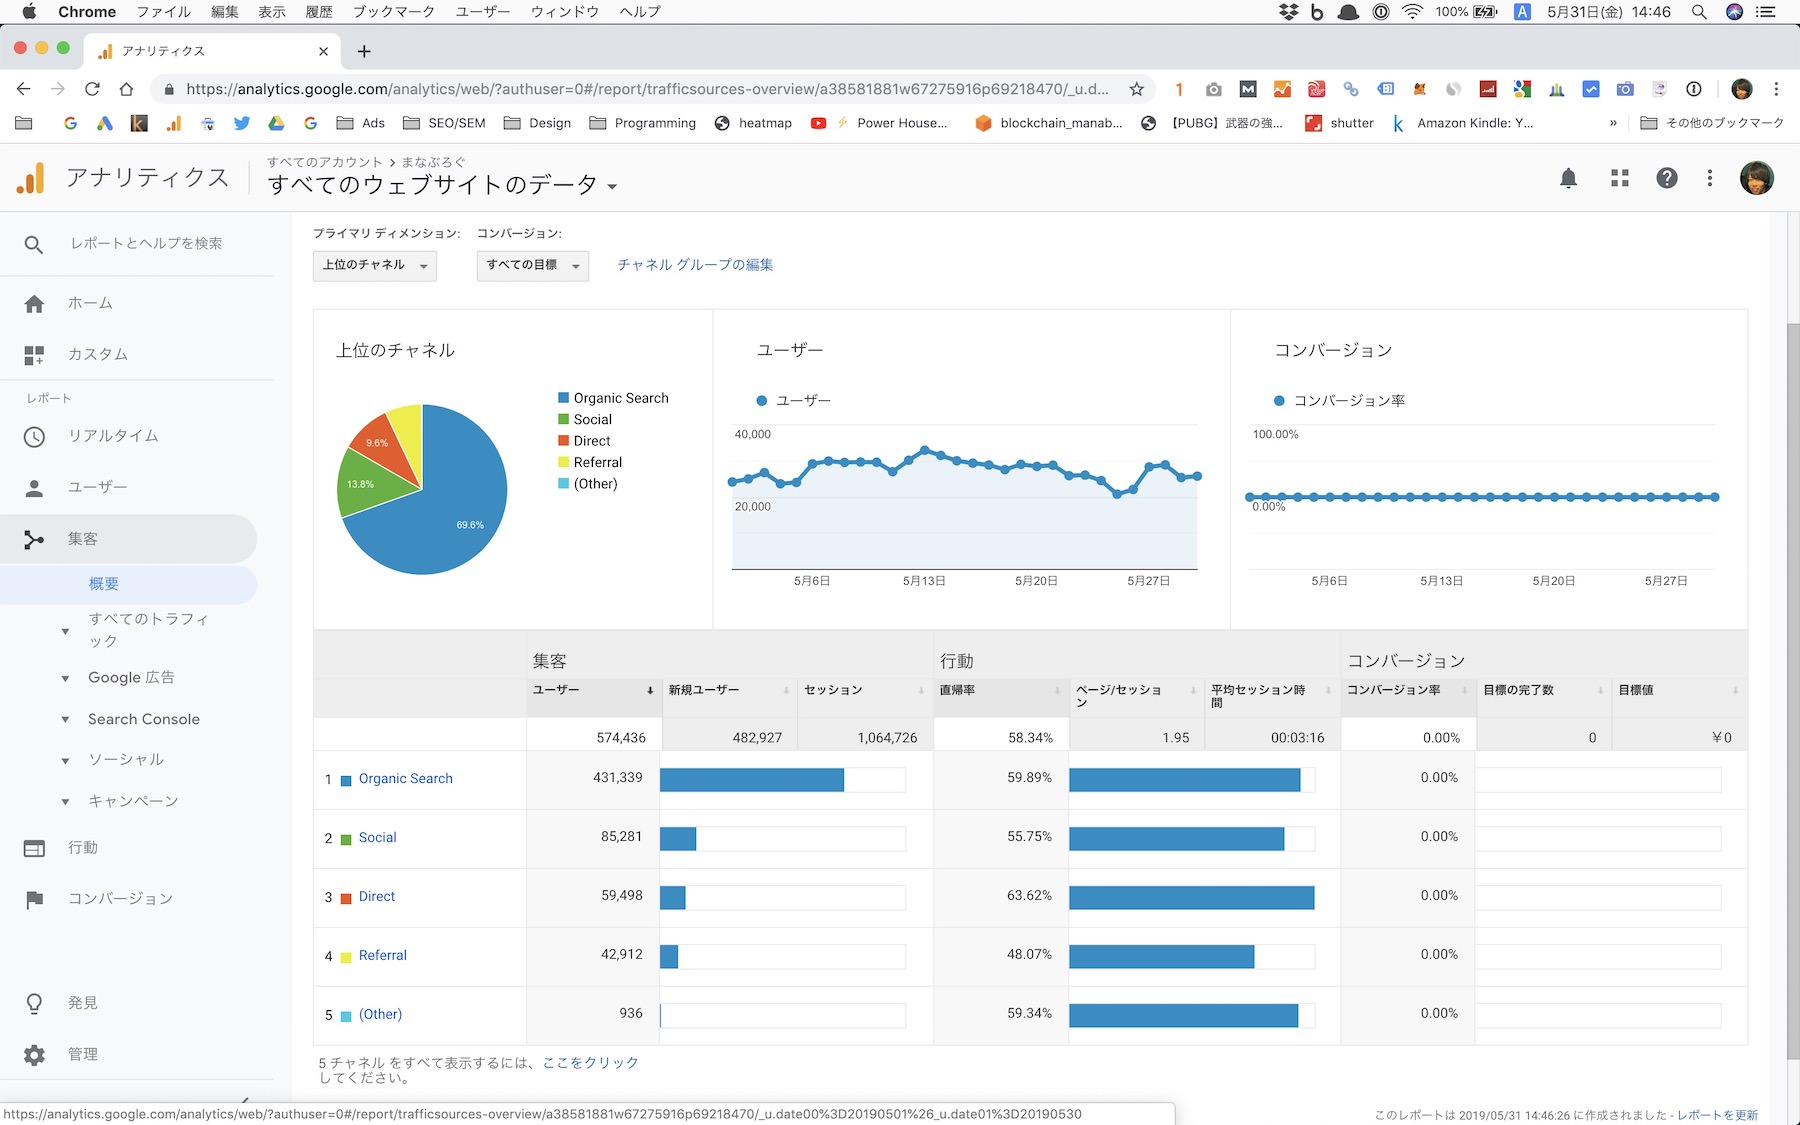 Chrome ファイル 編集 表示 履歴 ブックマーク ユーザー ウィンドウ ヘルプ 100% A 5月31日(金) 14:46
アナリティクス
https://analytics.google.com/analytics/web/?authuser=0#/report/trafficsources-overview/a38581881w67275916p69218470/_u.d...
Ads SEO/SEM Design Programming heatmap Power House... blockchain_manab... 【PUBG】武器の強... shutter Amazon Kindle: Y... » その他のブックマーク
アナリティクス
すべてのアカウント > まなぶろぐ
すべてのウェブサイトのデータ
レポートとヘルプを検索
ホーム
カスタム
レポート
リアルタイム
ユーザー
集客
概要
すべてのトラフィ
ック
Google 広告
Search Console
ソーシャル
キャンペーン
行動
コンバージョン
発見
管理
プライマリ ディメンション: コンバージョン:
上位のチャネル すべての目標 チャネル グループの編集
上位のチャネル
Organic Search
Social
Direct
Referral
(Other)
9.6%
13.8%
69.6%
ユーザー
ユーザー
40,000
20,000
5月6日 5月13日 5月20日 5月27日
コンバージョン
コンバージョン率
100.00%
0.00%
5月6日 5月13日 5月20日 5月27日
集客 行動 コンバージョン
ユーザー 新規ユーザー セッション 直帰率 ページ/セッション 平均セッション時間 コンバージョン率 目標の完了数 目標値
574,436 482,927 1,064,726 58.34% 1.95 00:03:16 0.00% 0 ¥0
1 Organic Search 431,339 59.89% 0.00%
2 Social 85,281 55.75% 0.00%
3 Direct 59,498 63.62% 0.00%
4 Referral 42,912 48.07% 0.00%
5 (Other) 936 59.34% 0.00%
5 チャネル をすべて表示するには、ここをクリック
してください。
https://analytics.google.com/analytics/web/?authuser=0#/report/trafficsources-overview/a38581881w67275916p69218470/_u.date00%3D20190501%26_u.date01%3D20190530
このレポートは 2019/05/31 14:46:26 に作成されました - レポートを更新